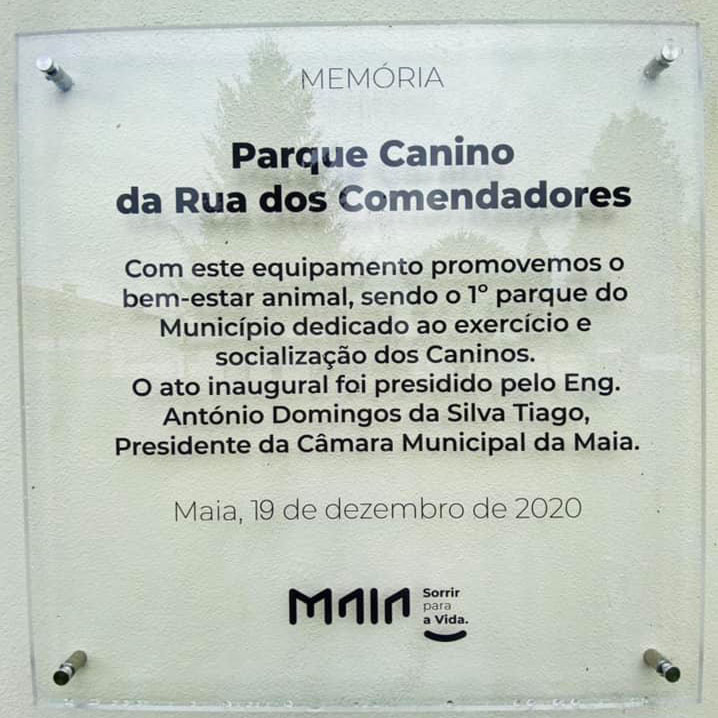 MEMÓRIA
Parque Canino
da Rua dos Comendadores
Com este equipamento promovemos o
bem-estar animal, sendo o 1º parque do
Município dedicado ao exercício e
socialização dos Caninos.
O ato inaugural foi presidido pelo Eng.
António Domingos da Silva Tiago,
Presidente da Câmara Municipal da Maia.
Maia, 19 de dezembro de 2020
MAIA
Sorrir
para
a Vida.